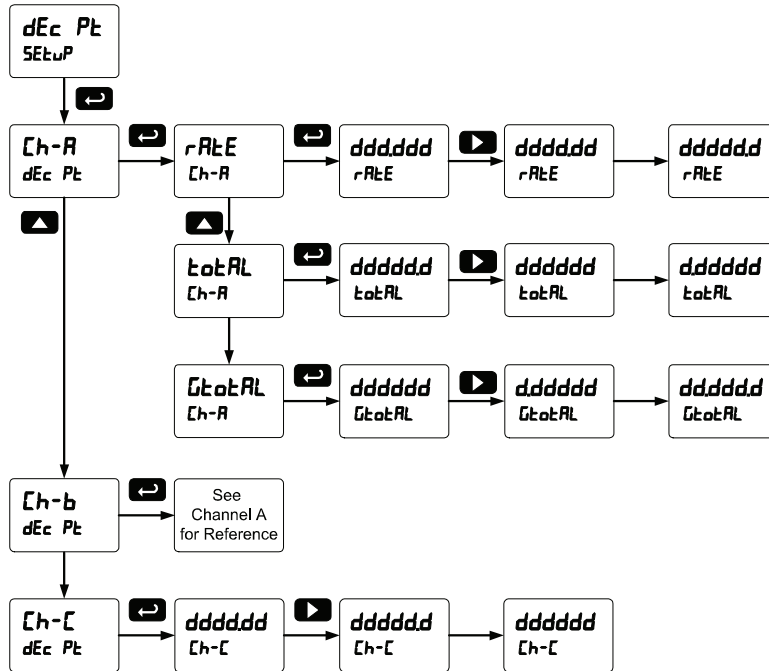 dEc Pt
SEtuP
Ch-A
dEc Pt
rAtE
Ch-A
ddd.ddd
rAtE
dddd.dd
rAtE
ddddd.d
rAtE
totAL
Ch-A
ddddd.d
totAL
dddddd
totAL
d.ddddd
totAL
GtotAL
Ch-A
dddddd
GtotAL
d.ddddd
GtotAL
dd.ddd.d
GtotAL
Ch-b
dEc Pt
See
Channel A
for Reference
Ch-C
dEc Pt
dddd.dd
Ch-C
ddddd.d
Ch-C
dddddd
Ch-C